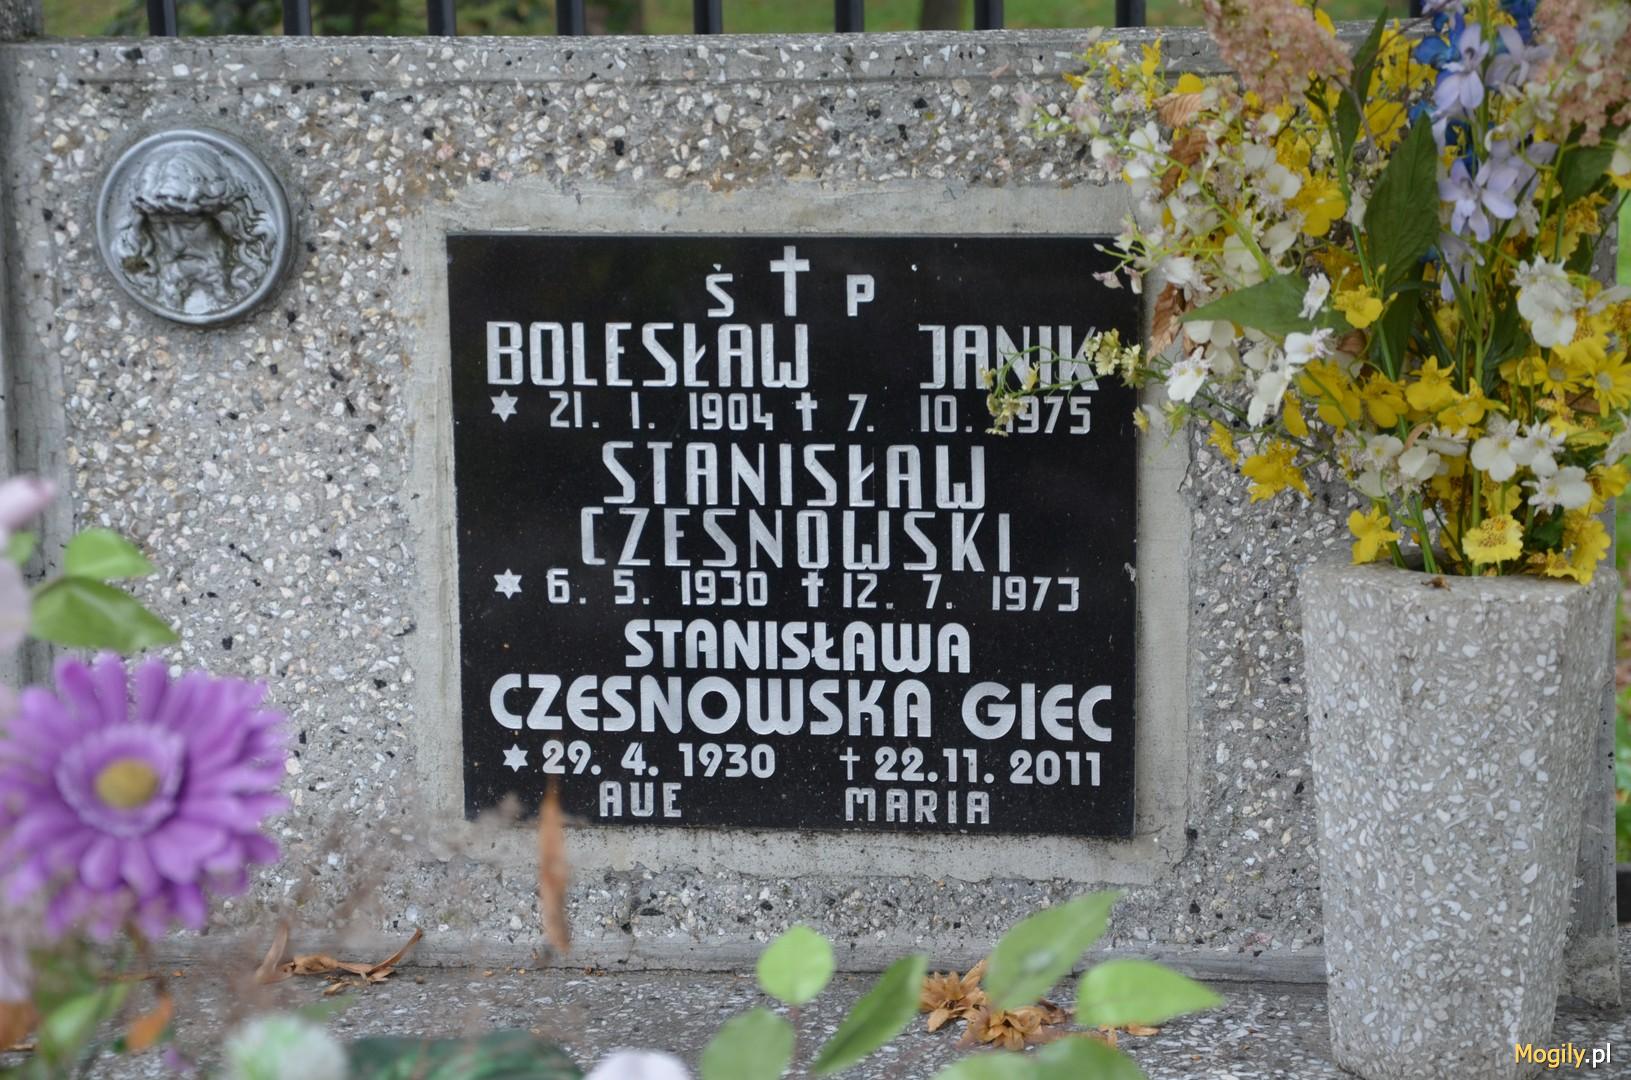 Ś ✝ P
BOLESŁAW JANIK
✶ 21. 1. 1904 ✝ 7. 10. 1975
STANISŁAW
CZESNOWSKI
✶ 6. 5. 1930 ✝ 12. 7. 1973
STANISŁAWA
CZESNOWSKA GIEC
✶ 29. 4. 1930 ✝ 22.11. 2011
AVE MARIA
Mogily.pl